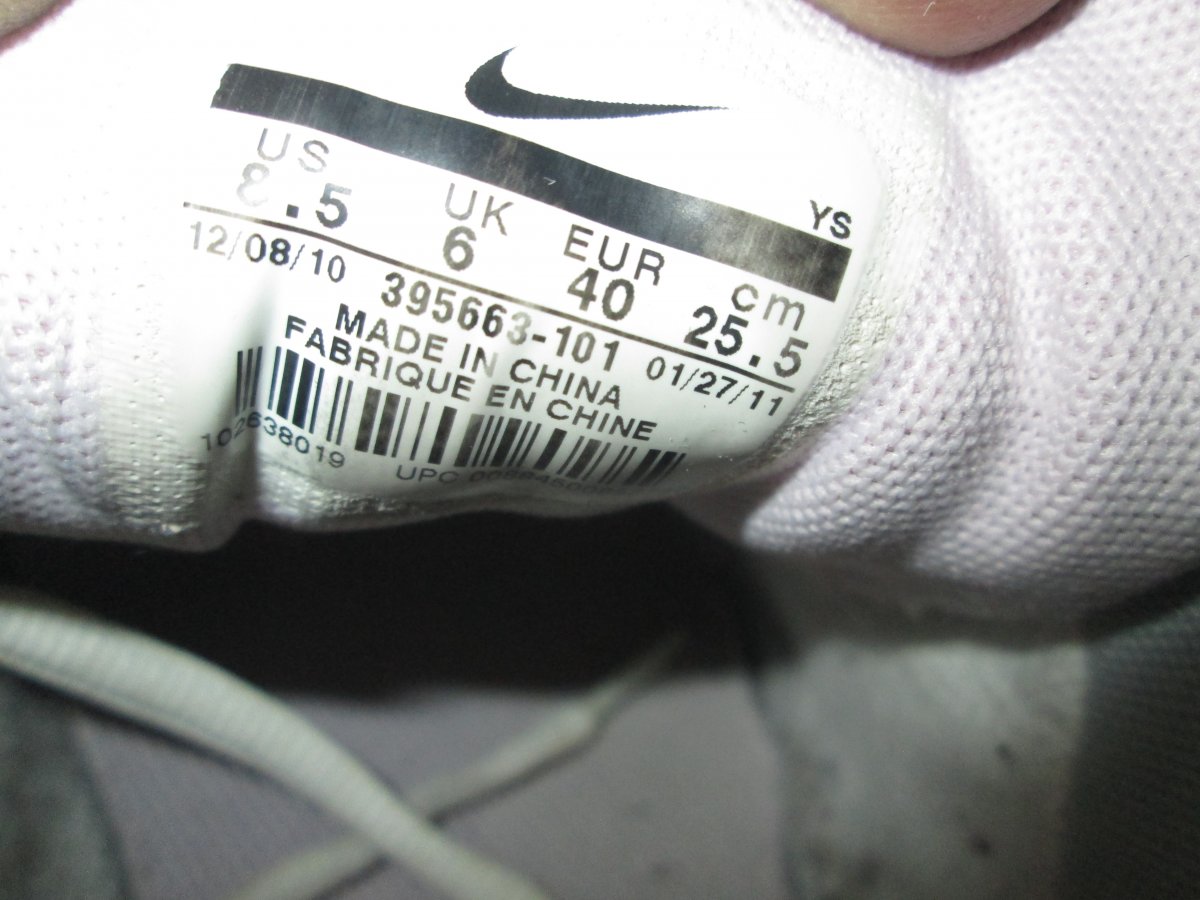 YS
US UK EUR cm
8.5 6 40 25.5
12/08/10 395663-101 01/27/11
MADE IN CHINA
FABRIQUE EN CHINE
102638019 UPC